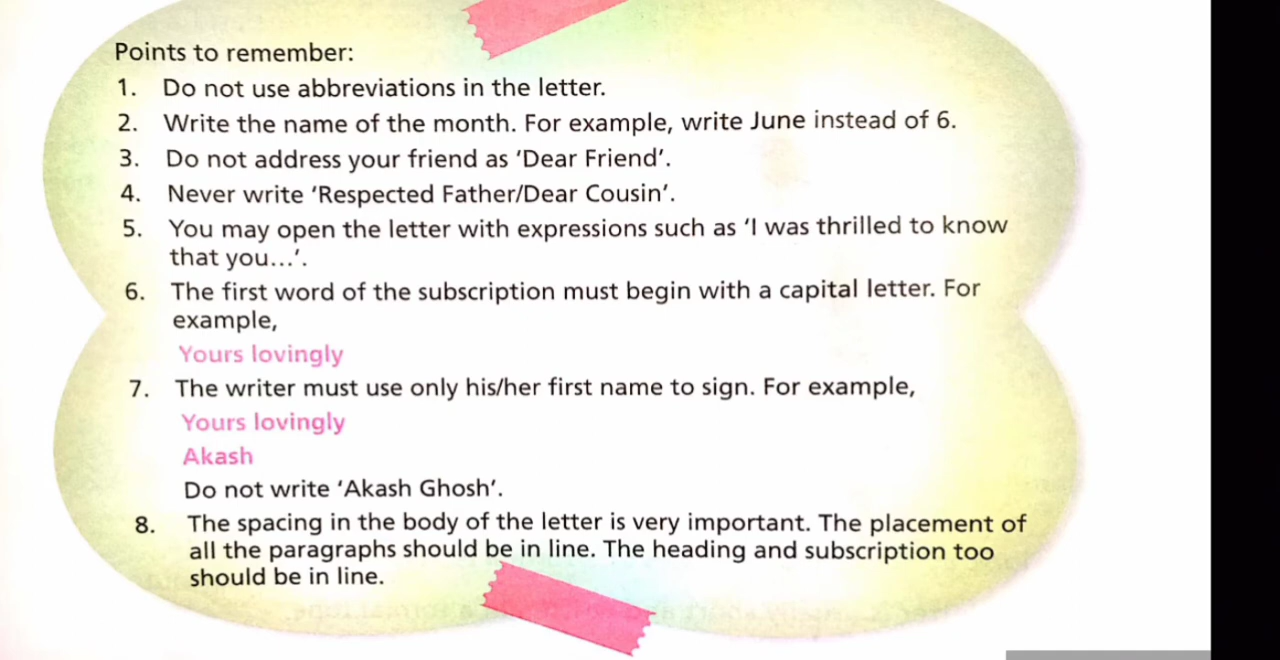 Points to remember:
1. Do not use abbreviations in the letter.
2. Write the name of the month. For example, write June instead of 6.
3. Do not address your friend as ‘Dear Friend’.
4. Never write ‘Respected Father/Dear Cousin’.
5. You may open the letter with expressions such as ‘I was thrilled to know
that you...’.
6. The first word of the subscription must begin with a capital letter. For
example,
Yours lovingly
7. The writer must use only his/her first name to sign. For example,
Yours lovingly
Akash
Do not write ‘Akash Ghosh’.
8. The spacing in the body of the letter is very important. The placement of
all the paragraphs should be in line. The heading and subscription too
should be in line.